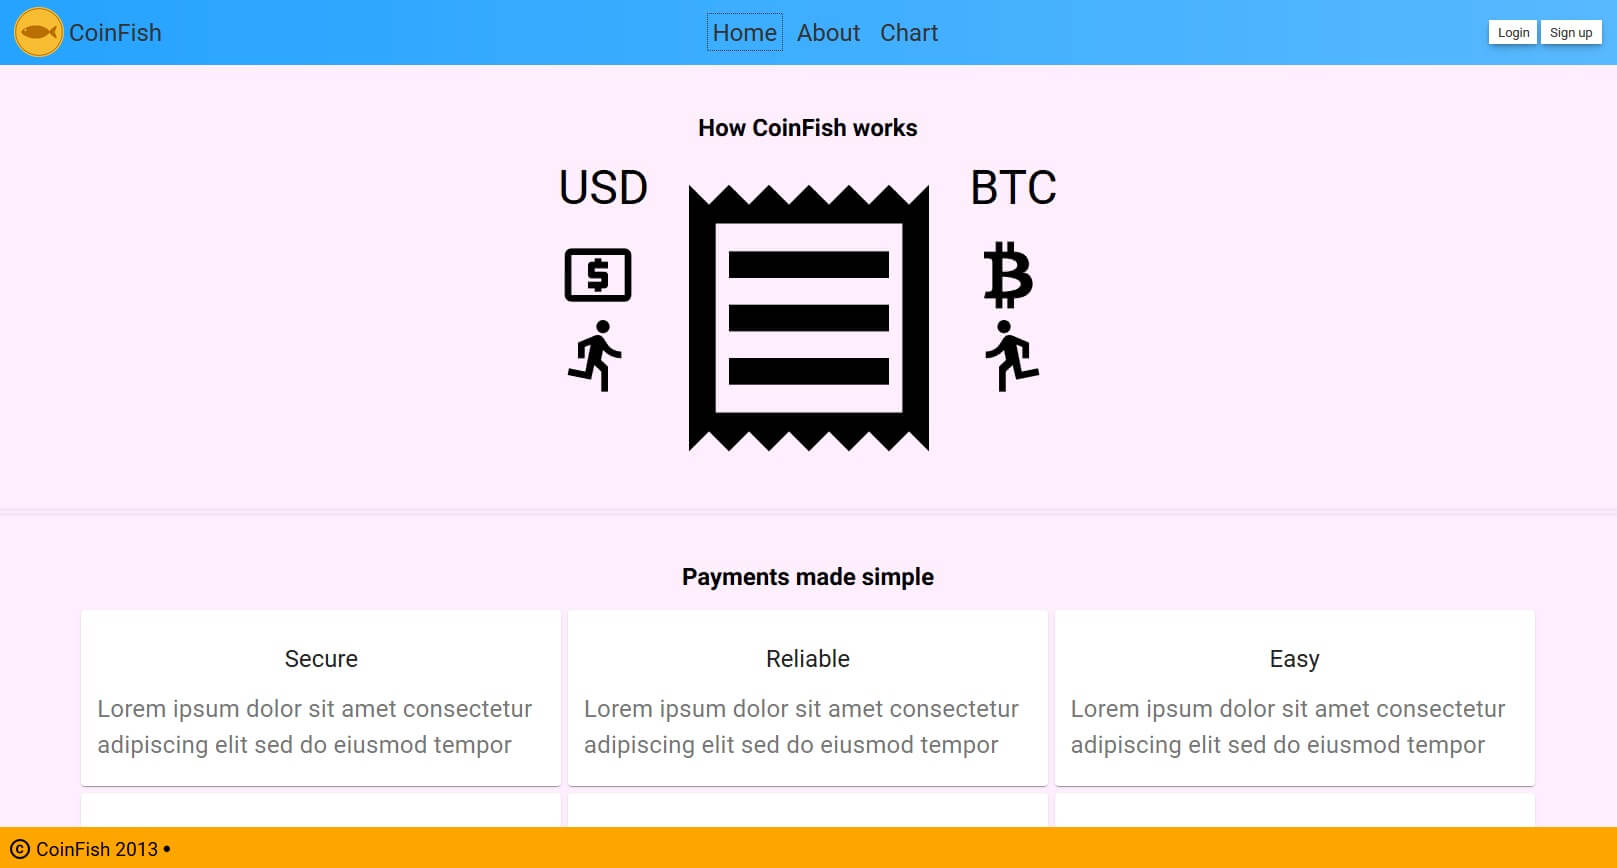 CoinFish
Home About Chart
Login Sign up
How CoinFish works
USD
BTC
Payments made simple
Secure
Lorem ipsum dolor sit amet consectetur
adipiscing elit sed do eiusmod tempor
Reliable
Lorem ipsum dolor sit amet consectetur
adipiscing elit sed do eiusmod tempor
Easy
Lorem ipsum dolor sit amet consectetur
adipiscing elit sed do eiusmod tempor
© CoinFish 2013 •